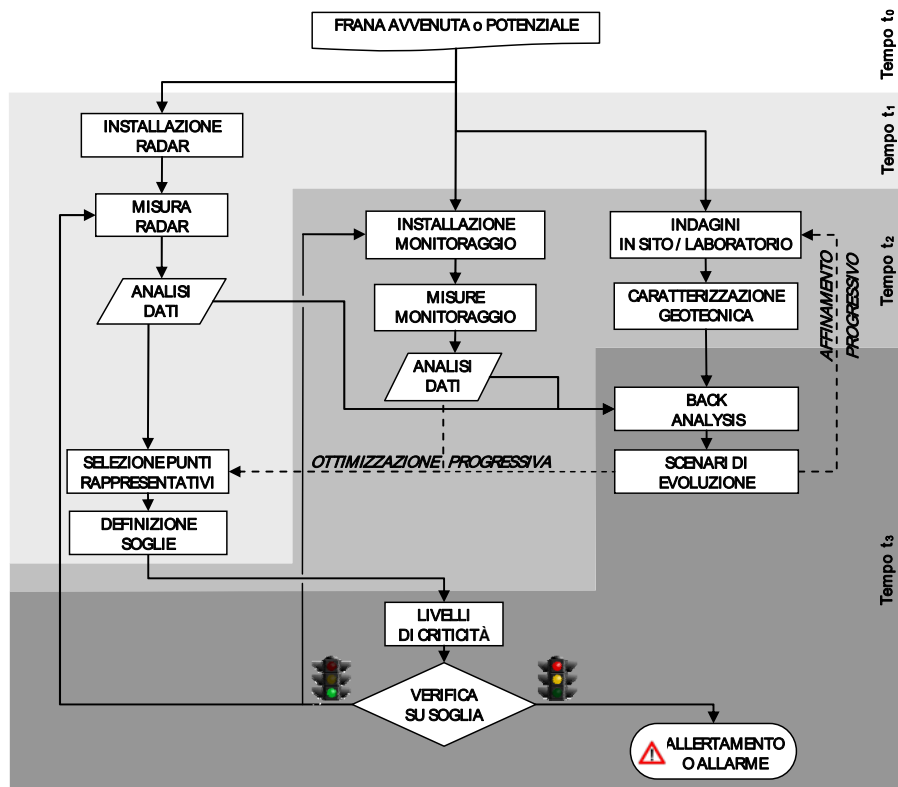 FRANA AVVENUTA o POTENZIALE
Tempo t₀
INSTALLAZIONE
RADAR
Tempo t₁
MISURA
RADAR
INSTALLAZIONE
MONITORAGGIO
INDAGINI
IN SITO / LABORATORIO
Tempo t₂
ANALISI
DATI
MISURE
MONITORAGGIO
CARATTERIZZAZIONE
GEOTECNICA
AFFINAMENTO
PROGRESSIVO
ANALISI
DATI
BACK
ANALYSIS
SELEZIONE PUNTI
RAPPRESENTATIVI
OTTIMIZZAZIONE PROGRESSIVA
SCENARI DI
EVOLUZIONE
DEFINIZIONE
SOGLIE
Tempo t₃
LIVELLI
DI CRITICITÀ
VERIFICA
SU SOGLIA
ALLERTAMENTO
O ALLARME